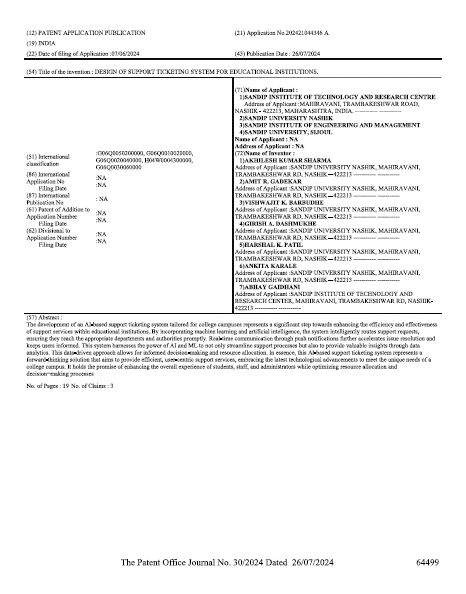 (12) PATENT APPLICATION PUBLICATION
(21) Application No.202421044346 A
(19) INDIA
(22) Date of filing of Application :07/06/2024
(43) Publication Date : 26/07/2024
(54) Title of the invention : DESIGN OF SUPPORT TICKETING SYSTEM FOR EDUCATIONAL INSTITUTIONS.
(51) International classification
:G06Q0050200000, G06Q0010020000,
G06Q0020040000, H04W0004300000,
G06Q0030060000
(86) International Application No :NA
Filing Date :NA
(87) International Publication No : NA
(61) Patent of Addition to Application Number :NA
Filing Date :NA
(62) Divisional to Application Number :NA
Filing Date :NA
(71)Name of Applicant :
1)SANDIP INSTITUTE OF TECHNOLOGY AND RESEARCH CENTRE
Address of Applicant :MAHIRAVANI, TRAMBAKESHWAR ROAD,
NASHIK - 422213, MAHARASHTRA, INDIA. ----------- -----------
2)SANDIP UNIVERSITY NASHIK
3)SANDIP INSTITUTE OF ENGINEERING AND MANAGEMENT
4)SANDIP UNIVERSITY, SIJOUL
Name of Applicant : NA
Address of Applicant : NA
(72)Name of Inventor :
1)AKHILESH KUMAR SHARMA
Address of Applicant :SANDIP UNIVERSITY NASHIK, MAHIRAVANI,
TRAMBAKESHWAR RD, NASHIK—422213 ----------- -----------
2)AMIT R. GADEKAR
Address of Applicant :SANDIP UNIVERSITY NASHIK, MAHIRAVANI,
TRAMBAKESHWAR RD, NASHIK—422213 ----------- -----------
3)VISHWAJIT K. BARBUDHE
Address of Applicant :SANDIP UNIVERSITY NASHIK, MAHIRAVANI,
TRAMBAKESHWAR RD, NASHIK—422213 ----------- -----------
4)GIRISH A. DASHMUKHE
Address of Applicant :SANDIP UNIVERSITY NASHIK, MAHIRAVANI,
TRAMBAKESHWAR RD, NASHIK—422213 ----------- -----------
5)HARSHAL K. PATIL
Address of Applicant :SANDIP UNIVERSITY NASHIK, MAHIRAVANI,
TRAMBAKESHWAR RD, NASHIK—422213 ----------- -----------
6)ANKITA KARALE
Address of Applicant :SANDIP UNIVERSITY NASHIK, MAHIRAVANI,
TRAMBAKESHWAR RD, NASHIK—422213 ----------- -----------
7)ABHAY GAIDHANI
Address of Applicant :SANDIP INSTITUTE OF TECHNOLOGY AND
RESEARCH CENTER, MAHIRAVANI, TRAMBAKESHWAR RD, NASHIK-
422213 ----------- -----------
(57) Abstract :
The development of an AI-based support ticketing system tailored for college campuses represents a significant step towards enhancing the efficiency and effectiveness
of support services within educational institutions. By incorporating machine learning and artificial intelligence, the system intelligently routes support requests,
ensuring they reach the appropriate departments and authorities promptly. Real-time communication through push notifications further accelerates issue resolution and
keeps users informed. This system harnesses the power of AI and ML to not only streamline support processes but also to provide valuable insights through data
analytics. This data-driven approach allows for informed decision-making and resource allocation. In essence, this AI-based support ticketing system represents a
forward-thinking solution that aims to provide efficient, user-centric support services, embracing the latest technological advancements to meet the unique needs of a
college campus. It holds the promise of enhancing the overall experience of students, staff, and administrators while optimizing resource allocation and
decision-making processes
No. of Pages : 19 No. of Claims : 3
The Patent Office Journal No. 30/2024 Dated 26/07/2024
64499